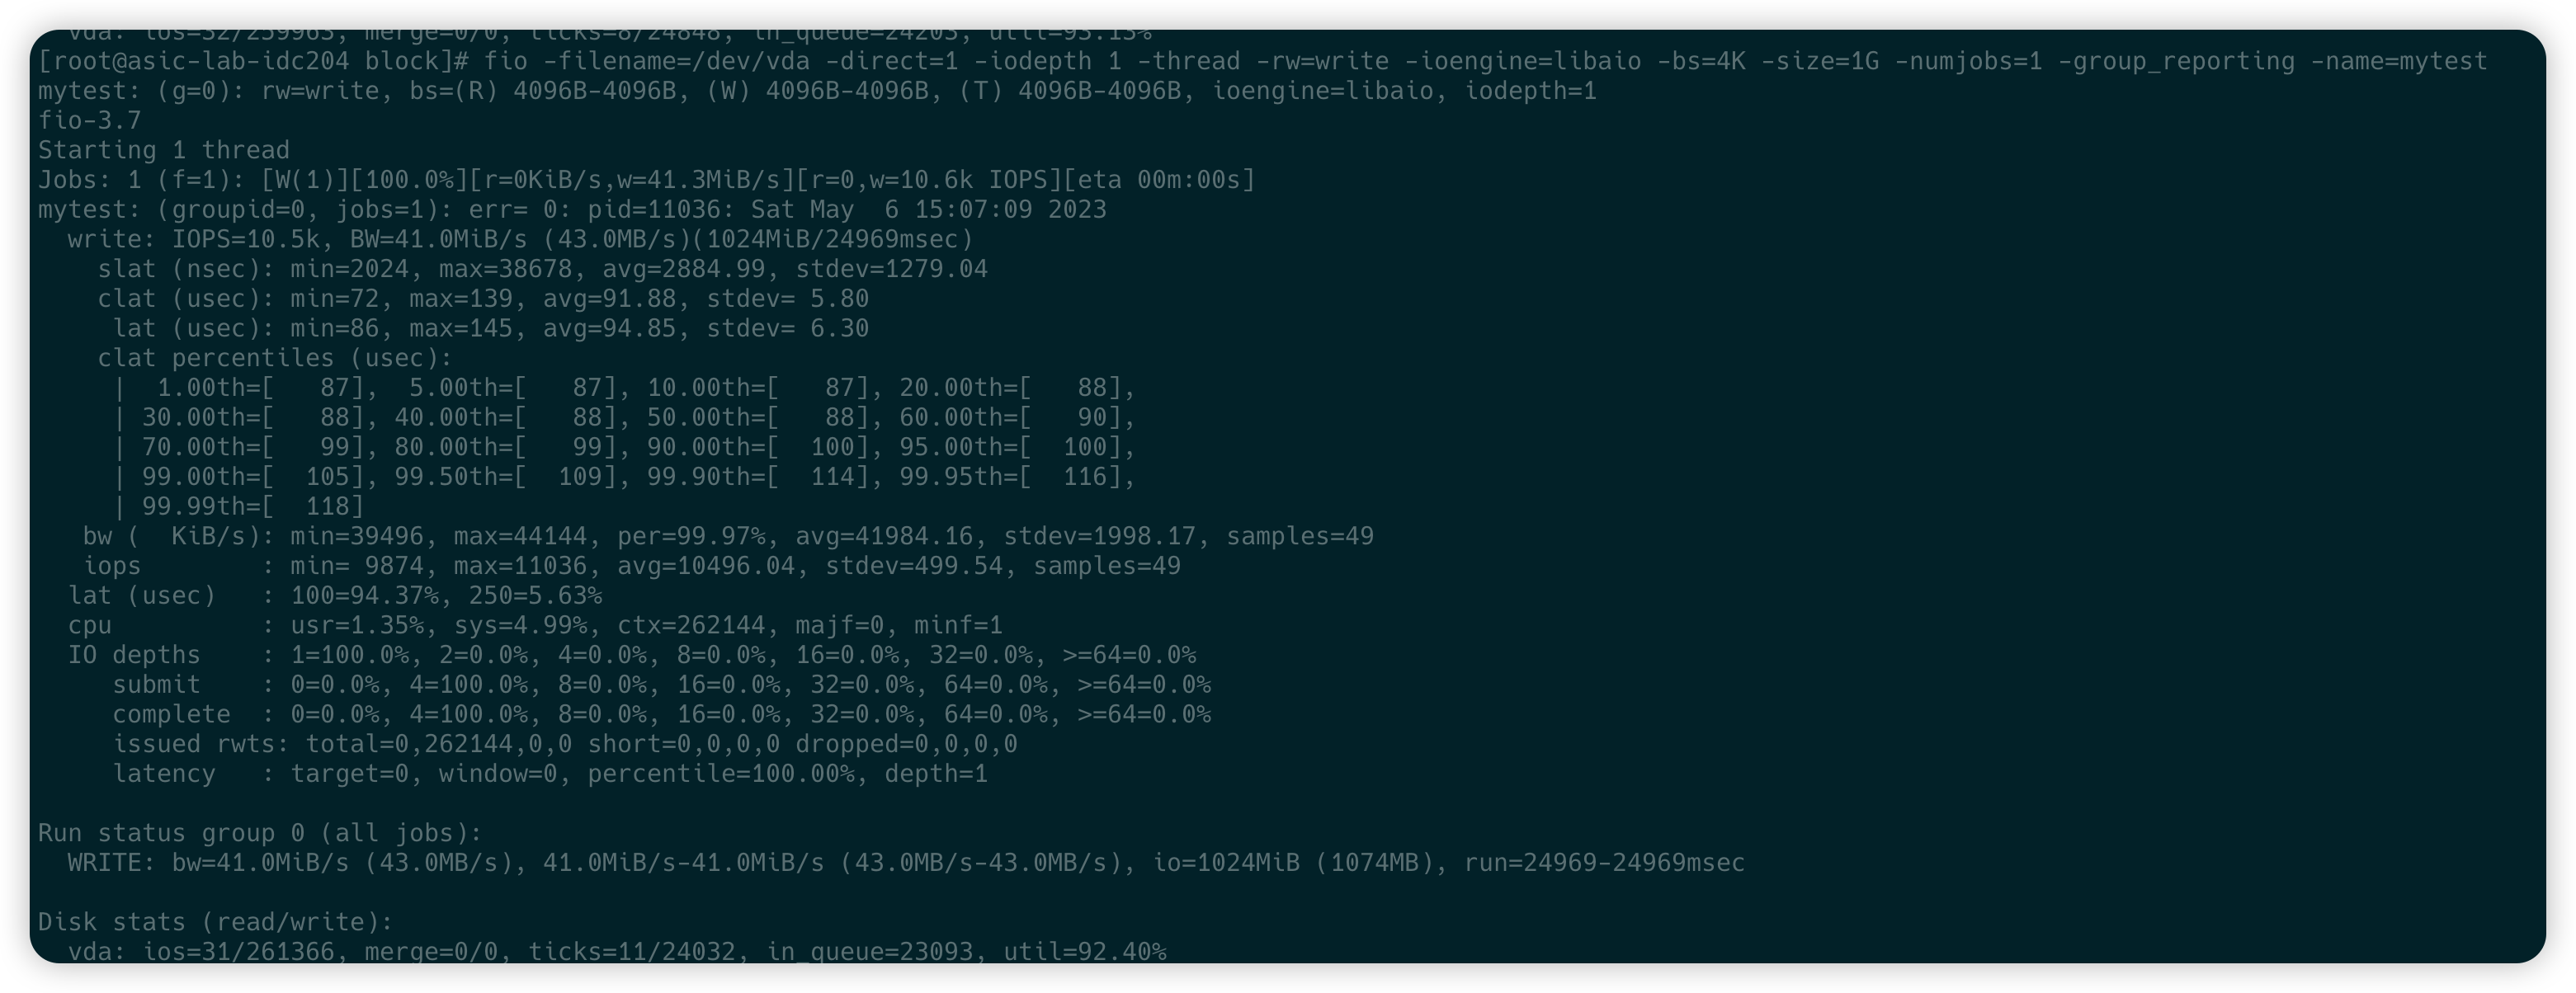 vda: ios=32/259963, merge=0/0, ticks=8/24848, in_queue=24203, util=93.13%
[root@asic-lab-idc204 block]# fio -filename=/dev/vda -direct=1 -iodepth 1 -thread -rw=write -ioengine=libaio -bs=4K -size=1G -numjobs=1 -group_reporting -name=mytest
mytest: (g=0): rw=write, bs=(R) 4096B-4096B, (W) 4096B-4096B, (T) 4096B-4096B, ioengine=libaio, iodepth=1
fio-3.7
Starting 1 thread
Jobs: 1 (f=1): [W(1)][100.0%][r=0KiB/s,w=41.3MiB/s][r=0,w=10.6k IOPS][eta 00m:00s]
mytest: (groupid=0, jobs=1): err= 0: pid=11036: Sat May  6 15:07:09 2023
  write: IOPS=10.5k, BW=41.0MiB/s (43.0MB/s)(1024MiB/24969msec)
    slat (nsec): min=2024, max=38678, avg=2884.99, stdev=1279.04
    clat (usec): min=72, max=139, avg=91.88, stdev= 5.80
     lat (usec): min=86, max=145, avg=94.85, stdev= 6.30
    clat percentiles (usec):
     |  1.00th=[   87],  5.00th=[   87], 10.00th=[   87], 20.00th=[   88],
     | 30.00th=[   88], 40.00th=[   88], 50.00th=[   88], 60.00th=[   90],
     | 70.00th=[   99], 80.00th=[   99], 90.00th=[  100], 95.00th=[  100],
     | 99.00th=[  105], 99.50th=[  109], 99.90th=[  114], 99.95th=[  116],
     | 99.99th=[  118]
   bw (  KiB/s): min=39496, max=44144, per=99.97%, avg=41984.16, stdev=1998.17, samples=49
   iops        : min= 9874, max=11036, avg=10496.04, stdev=499.54, samples=49
  lat (usec)   : 100=94.37%, 250=5.63%
  cpu          : usr=1.35%, sys=4.99%, ctx=262144, majf=0, minf=1
  IO depths    : 1=100.0%, 2=0.0%, 4=0.0%, 8=0.0%, 16=0.0%, 32=0.0%, >=64=0.0%
     submit    : 0=0.0%, 4=100.0%, 8=0.0%, 16=0.0%, 32=0.0%, 64=0.0%, >=64=0.0%
     complete  : 0=0.0%, 4=100.0%, 8=0.0%, 16=0.0%, 32=0.0%, 64=0.0%, >=64=0.0%
     issued rwts: total=0,262144,0,0 short=0,0,0,0 dropped=0,0,0,0
     latency   : target=0, window=0, percentile=100.00%, depth=1
Run status group 0 (all jobs):
  WRITE: bw=41.0MiB/s (43.0MB/s), 41.0MiB/s-41.0MiB/s (43.0MB/s-43.0MB/s), io=1024MiB (1074MB), run=24969-24969msec
Disk stats (read/write):
  vda: ios=31/261366, merge=0/0, ticks=11/24032, in_queue=23093, util=92.40%